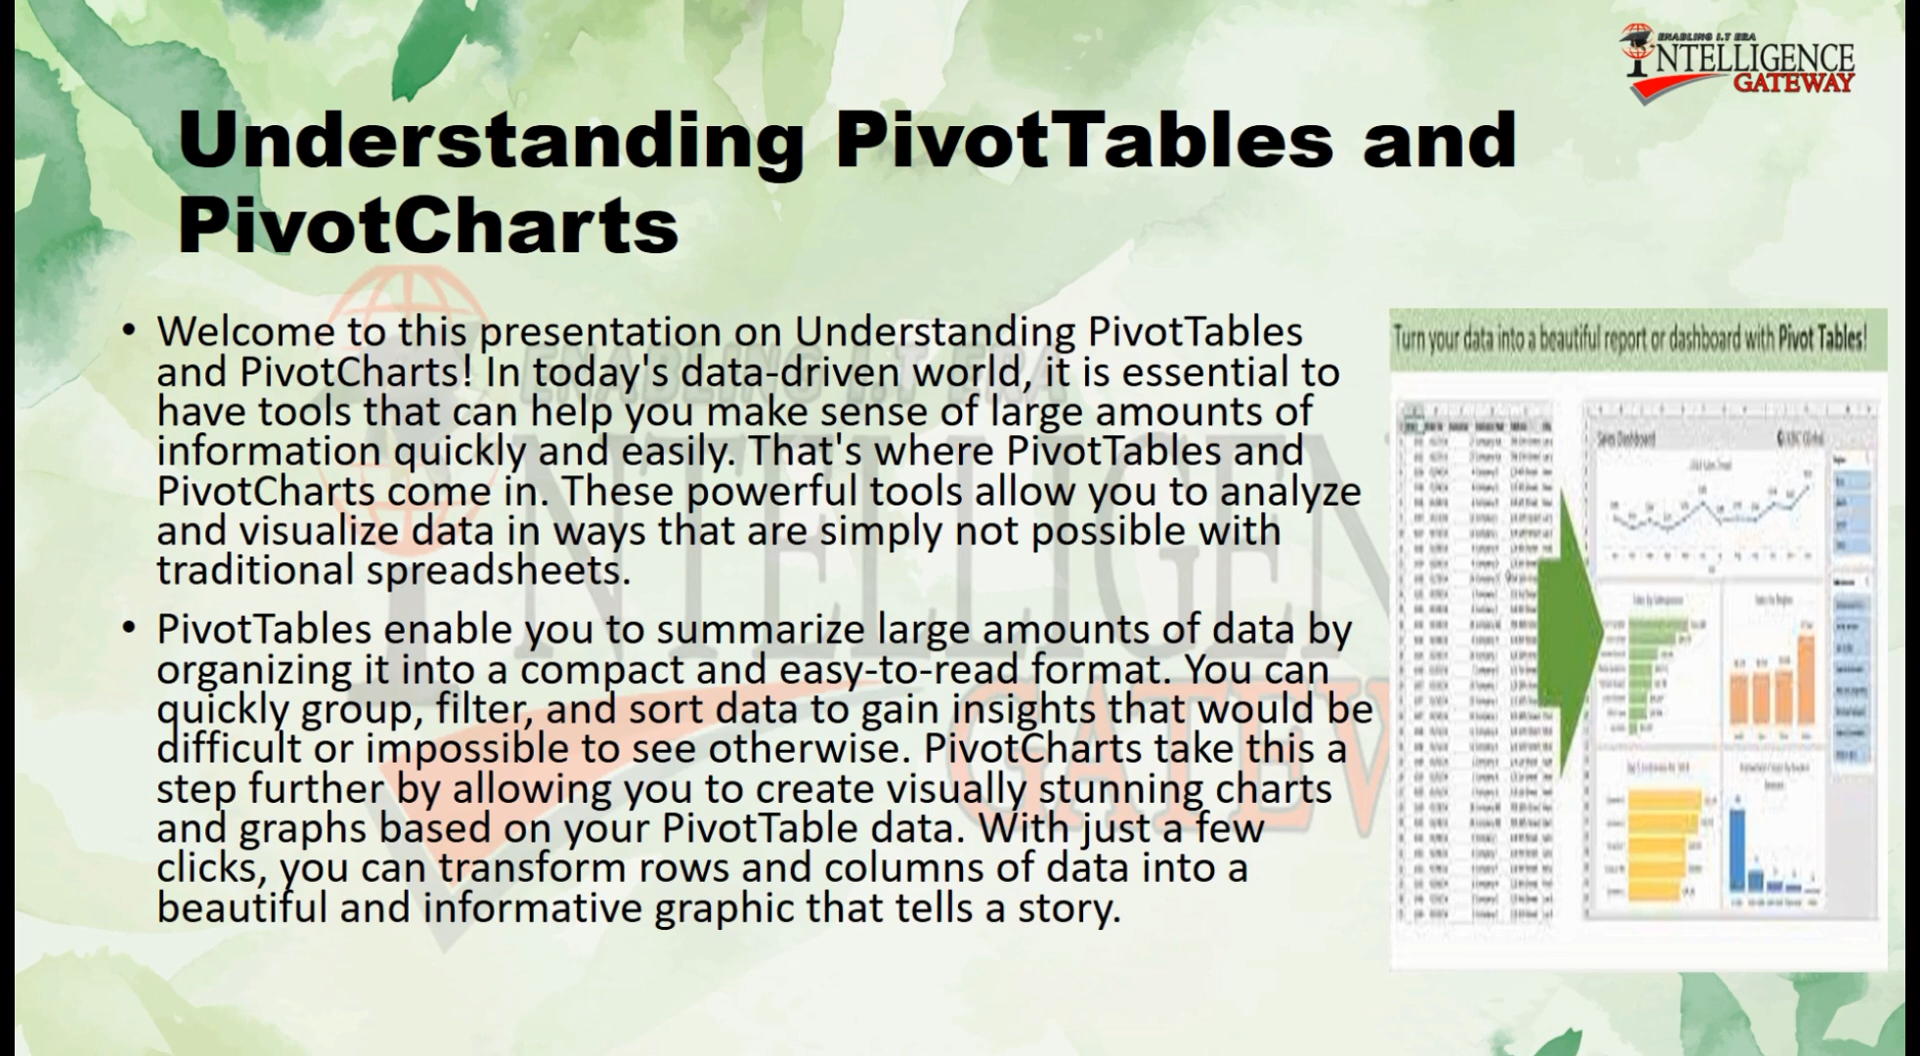 ENABLING I.T ERA
INTELLIGENCE
GATEWAY
Understanding PivotTables and
PivotCharts
• Welcome to this presentation on Understanding PivotTables
and PivotCharts! In today's data-driven world, it is essential to
have tools that can help you make sense of large amounts of
information quickly and easily. That's where PivotTables and
PivotCharts come in. These powerful tools allow you to analyze
and visualize data in ways that are simply not possible with
traditional spreadsheets.
• PivotTables enable you to summarize large amounts of data by
organizing it into a compact and easy-to-read format. You can
quickly group, filter, and sort data to gain insights that would be
difficult or impossible to see otherwise. PivotCharts take this a
step further by allowing you to create visually stunning charts
and graphs based on your PivotTable data. With just a few
clicks, you can transform rows and columns of data into a
beautiful and informative graphic that tells a story.
Turn your data into a beautiful report or dashboard with Pivot Tables!
Sales Dashboard
ENABLING I.T ERA
INTELLIGEN
GATEW